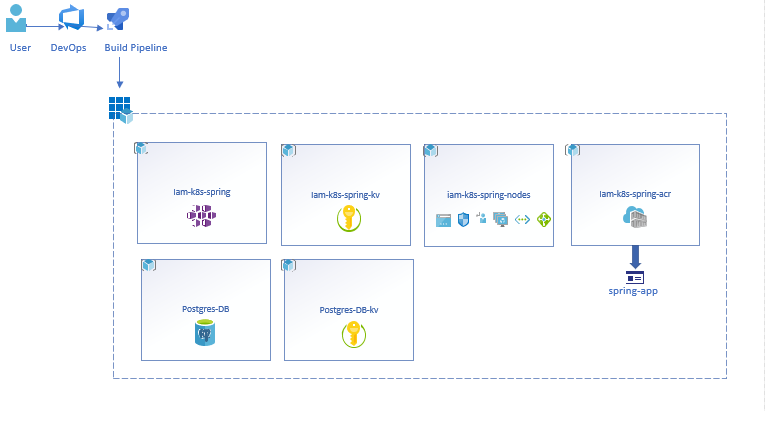 User
DevOps
Build Pipeline
Iam-k8s-spring
Iam-k8s-spring-kv
iam-k8s-spring-nodes
Iam-k8s-spring-acr
spring-app
Postgres-DB
Postgres-DB-kv